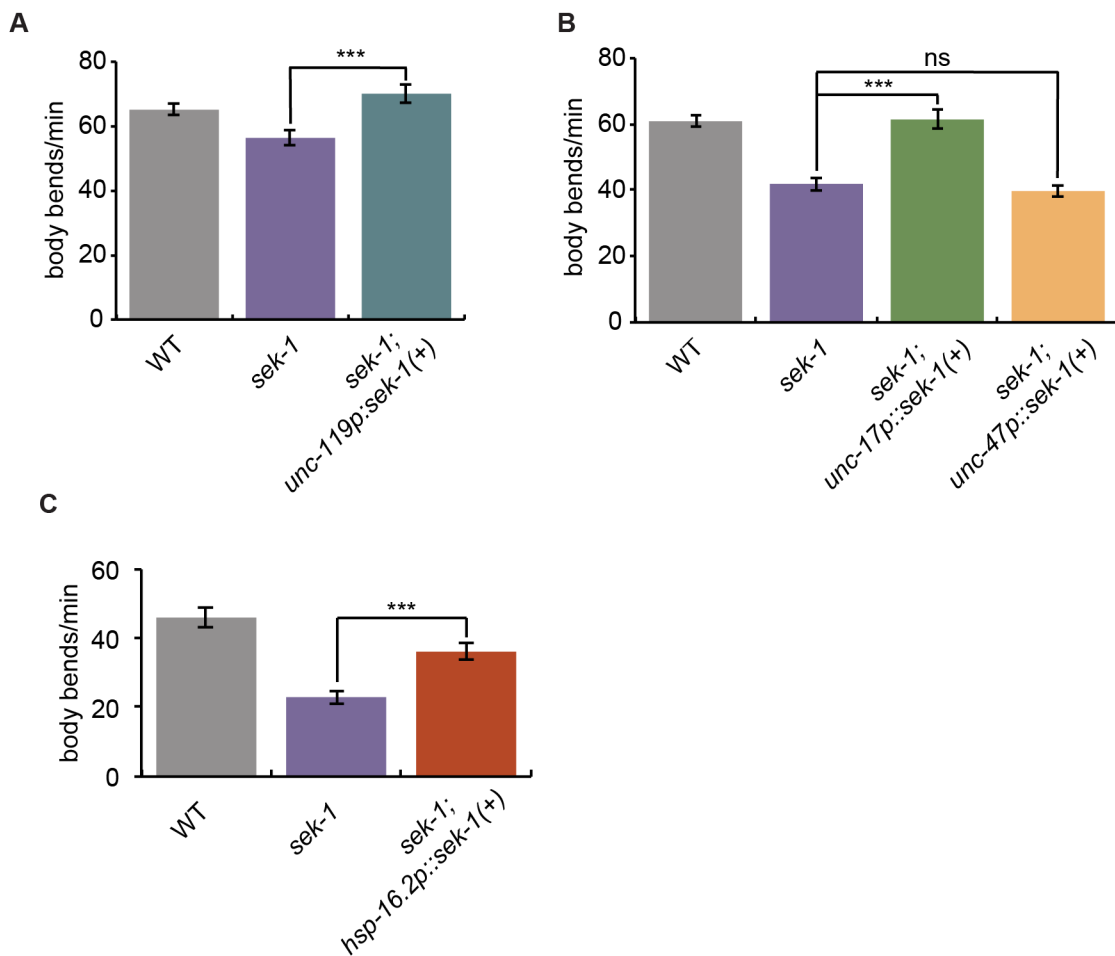 A
body bends/min
80
60
40
20
0
***
WT
sek-1
sek-1;
unc-119p:sek-1(+)
B
body bends/min
80
60
40
20
0
ns
***
WT
sek-1
sek-1;
unc-17p::sek-1(+)
sek-1;
unc-47p::sek-1(+)
C
body bends/min
60
40
20
0
***
WT
sek-1
sek-1;
hsp-16.2p::sek-1(+)